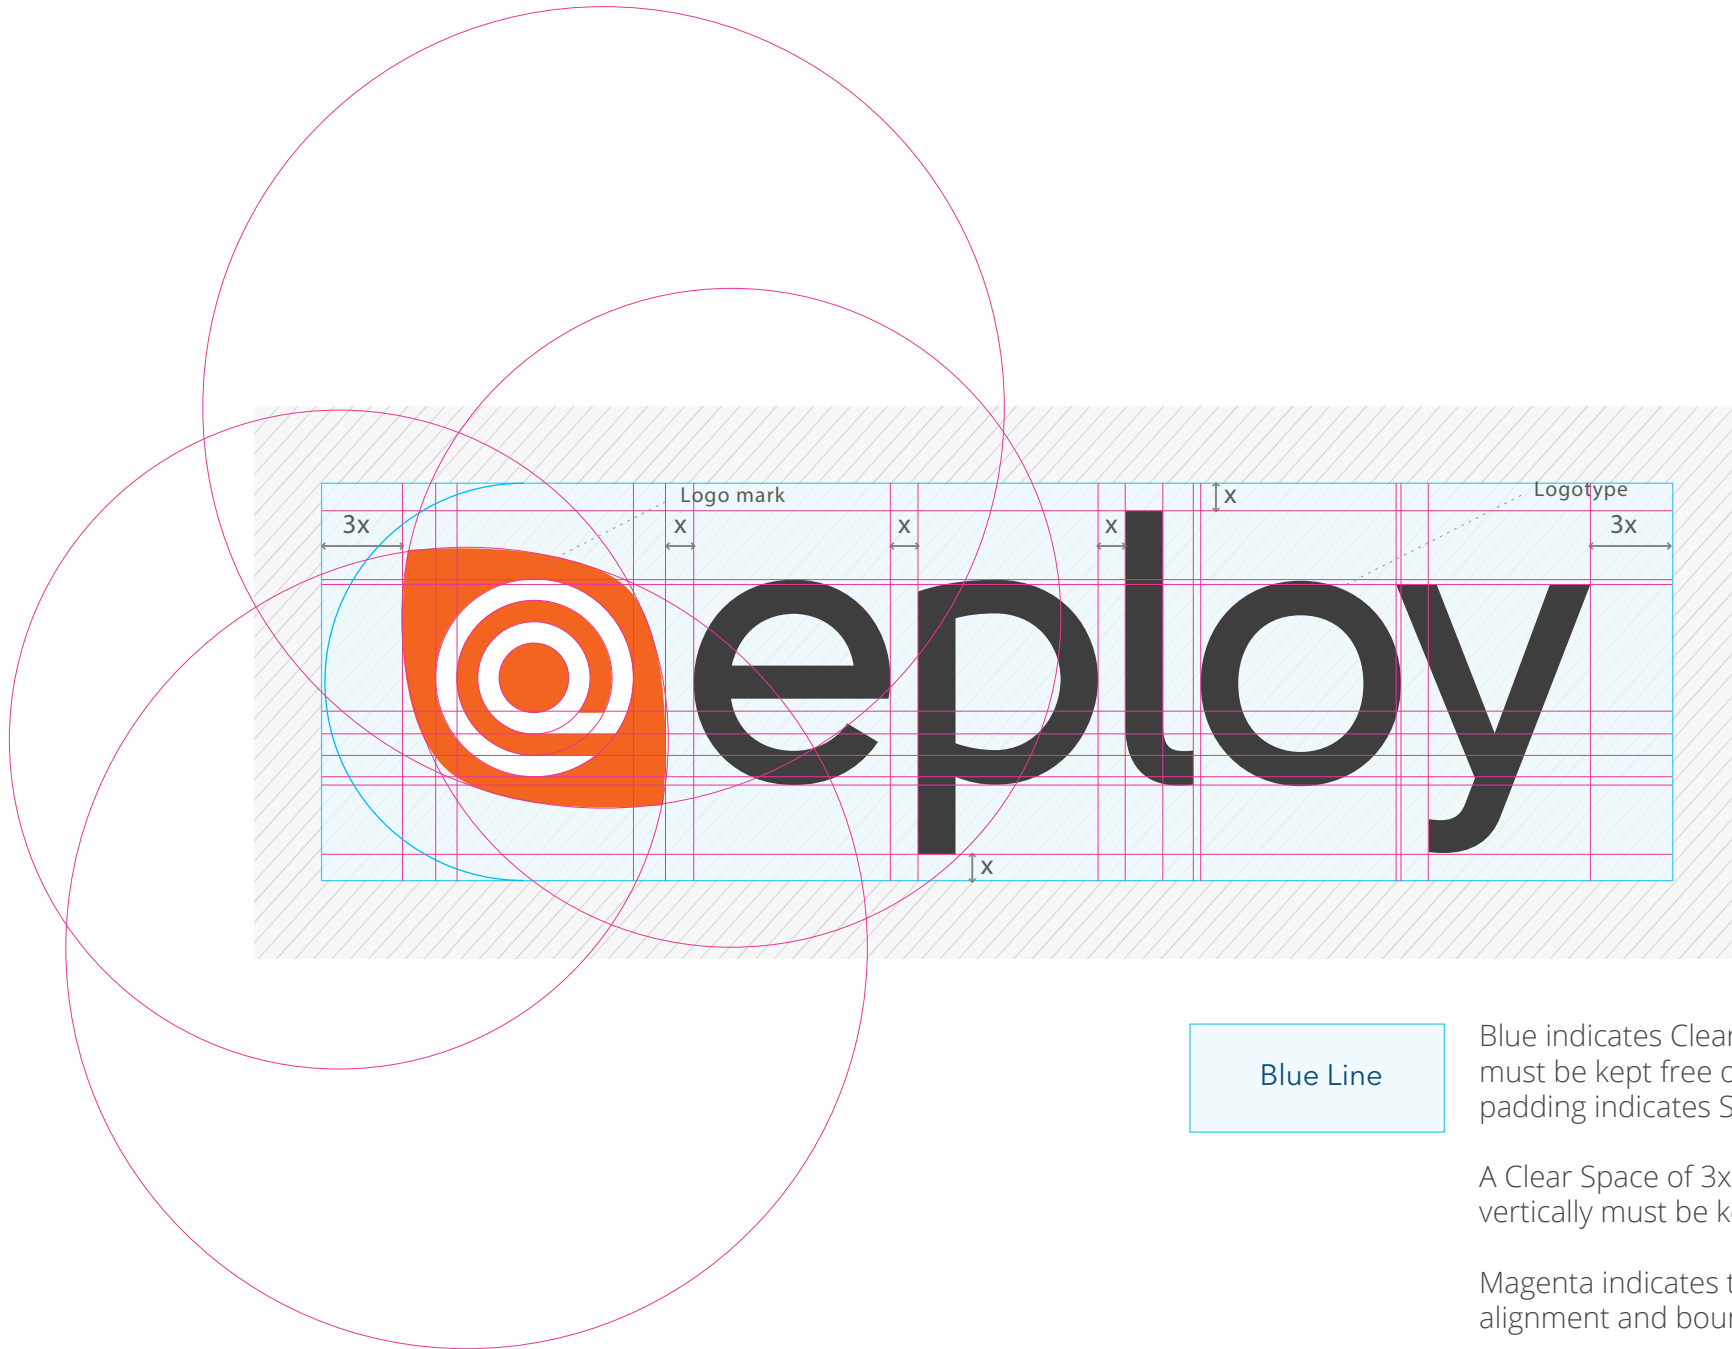 Logo mark
Logotype
x
3x
x
x
x
3x
eploy
x
Blue Line
Blue indicates Clear
must be kept free
padding indicates
A Clear Space of 3x
vertically must be
Magenta indicates
alignment and